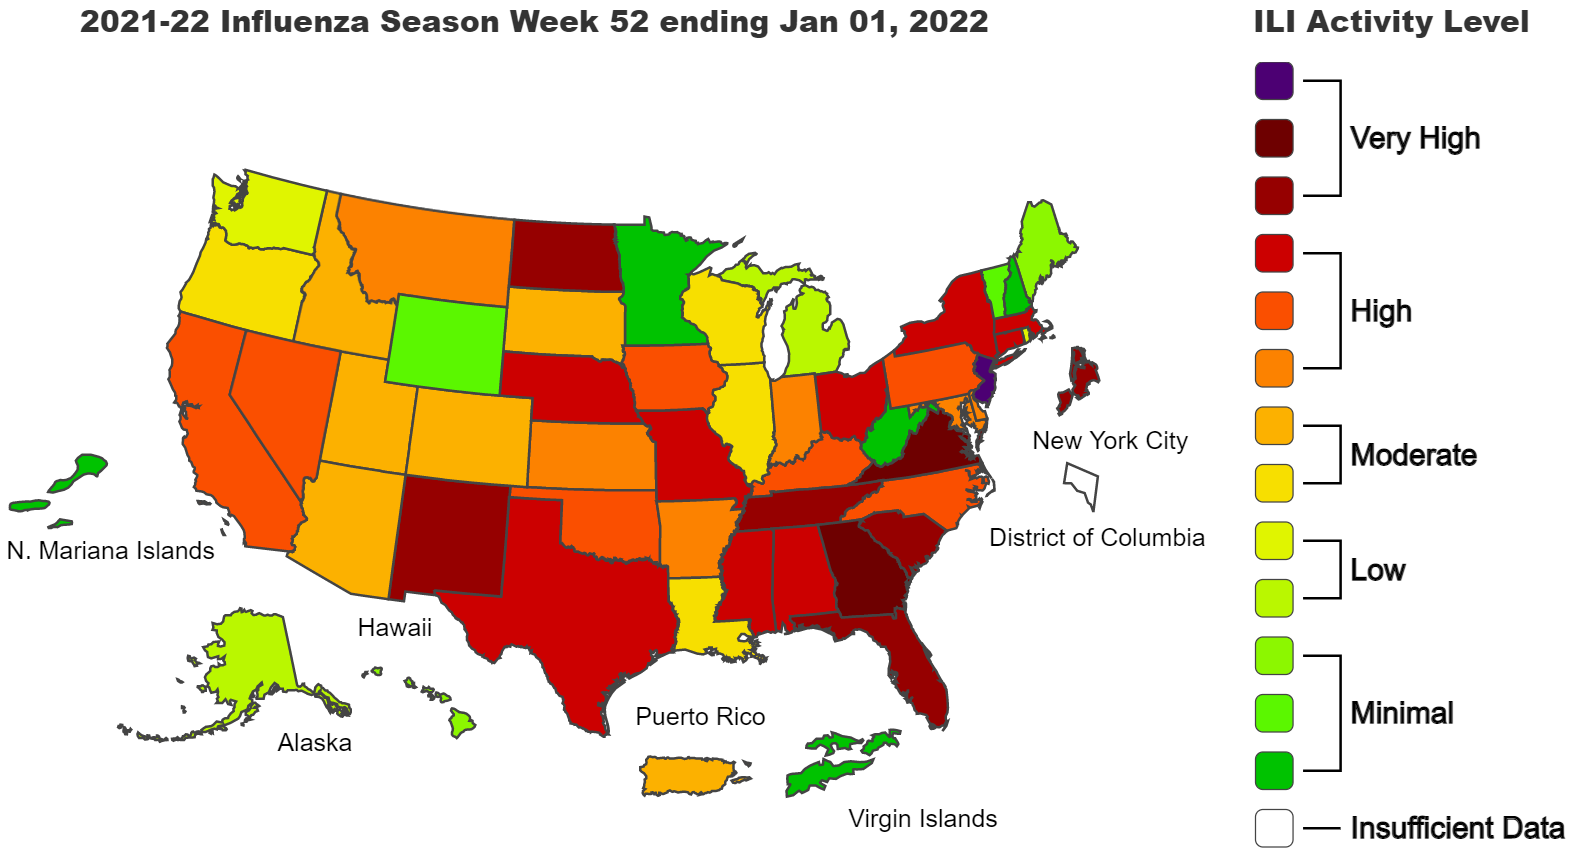 2021-22 Influenza Season Week 52 ending Jan 01, 2022
ILI Activity Level
Very High
High
Moderate
Low
Minimal
Insufficient Data
New York City
District of Columbia
N. Mariana Islands
Hawaii
Alaska
Puerto Rico
Virgin Islands